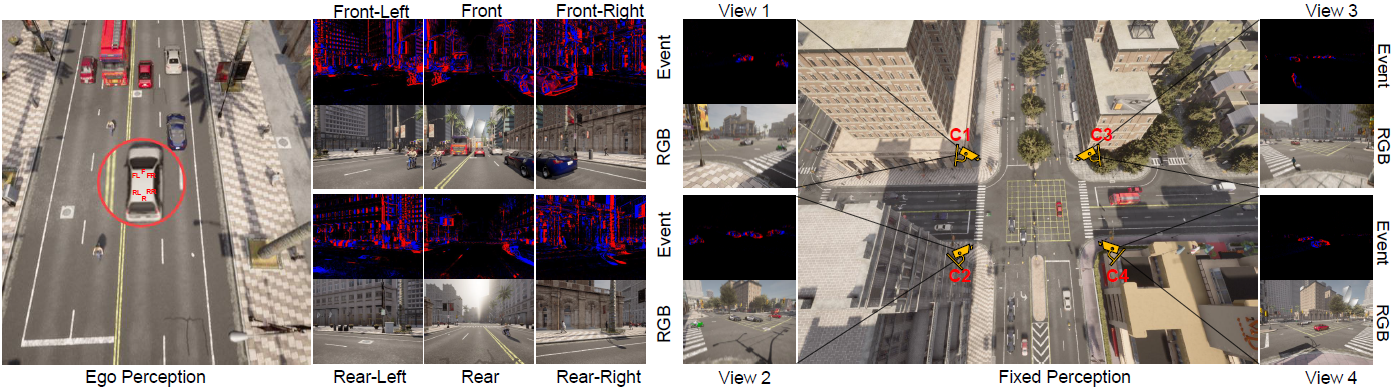 Front-Left Front Front-Right View 1 View 3
Event Event
RGB RGB
F
FL FR
RL RR
R
C1 C3
Event Event Event
C2 C4
RGB RGB RGB
Ego Perception Rear-Left Rear Rear-Right View 2 Fixed Perception View 4